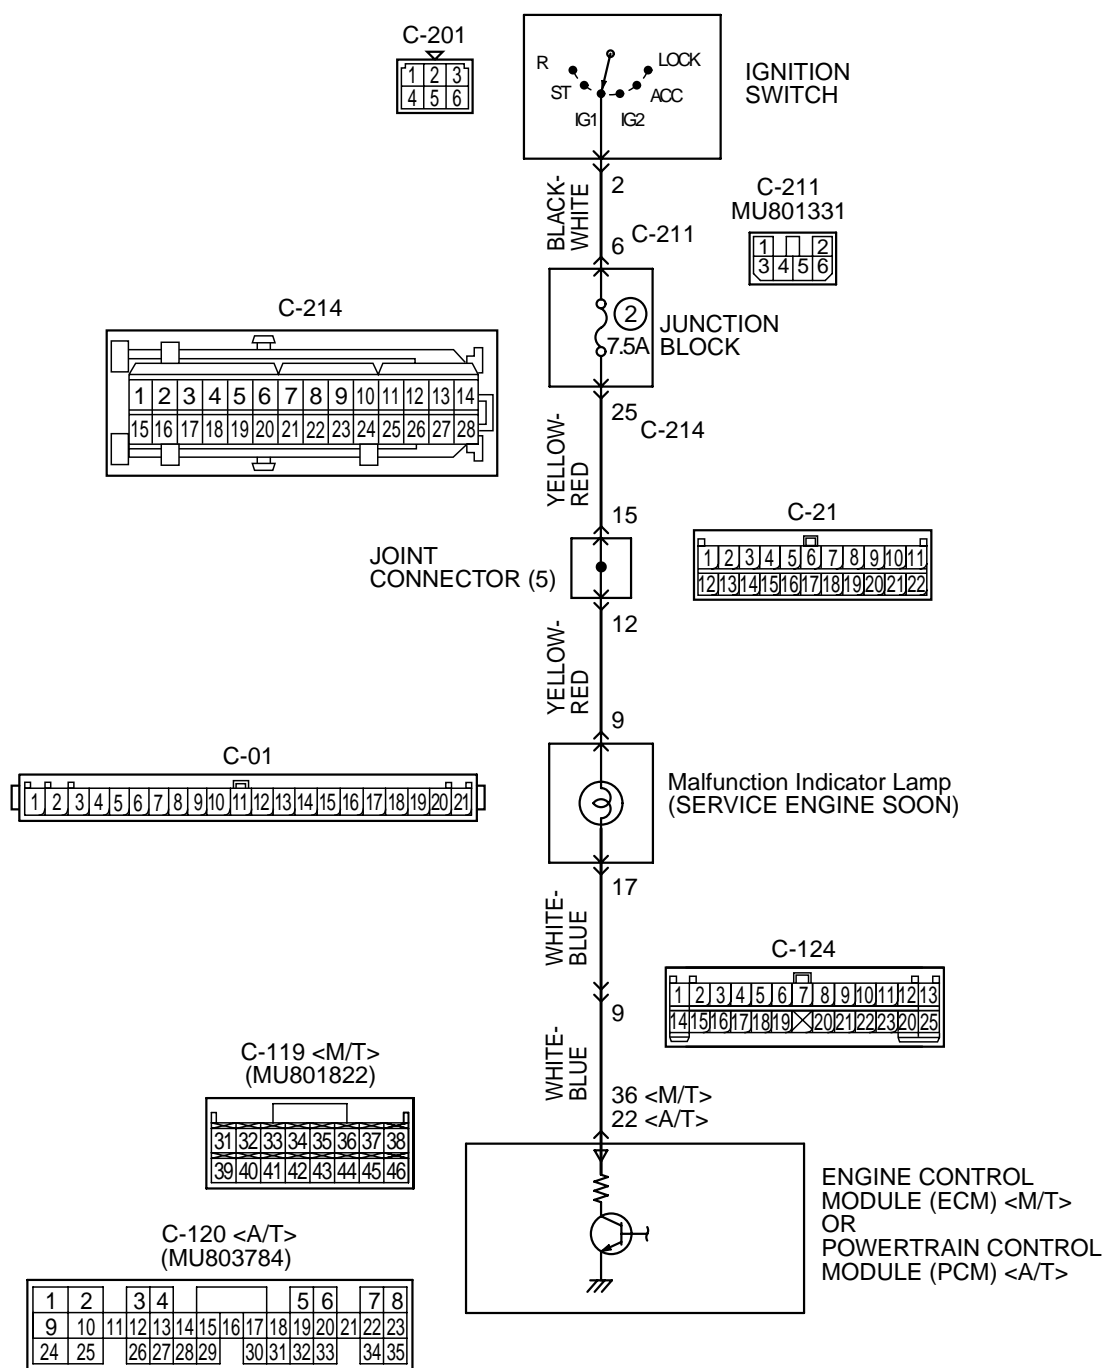 C-201
1 2 3
4 5 6
R
ST
IG1
IG2
ACC
LOCK
IGNITION
SWITCH
2
BLACK-
WHITE
6
C-211
C-211
MU801331
1 2
3 4 5 6
2
7.5A
JUNCTION
BLOCK
C-214
1 2 3 4 5 6 7 8 9 10 11 12 13 14
15 16 17 18 19 20 21 22 23 24 25 26 27 28
25
C-214
YELLOW-
RED
15
C-21
1 2 3 4 5 6 7 8 9 10 11
12 13 14 15 16 17 18 19 20 21 22
JOINT
CONNECTOR (5)
12
YELLOW-
RED
9
C-01
1 2 3 4 5 6 7 8 9 10 11 12 13 14 15 16 17 18 19 20 21
Malfunction Indicator Lamp
(SERVICE ENGINE SOON)
17
WHITE-
BLUE
C-124
1 2 3 4 5 6 7 8 9 10 11 12 13
14 15 16 17 18 19 20 21 22 23 20 25
9
WHITE-
BLUE
C-119 <M/T>
(MU801822)
31 32 33 34 35 36 37 38
39 40 41 42 43 44 45 46
36 <M/T>
22 <A/T>
ENGINE CONTROL
MODULE (ECM) <M/T>
OR
POWERTRAIN CONTROL
MODULE (PCM) <A/T>
C-120 <A/T>
(MU803784)
1 2 3 4 5 6 7 8
9 10 11 12 13 14 15 16 17 18 19 20 21 22 23
24 25 26 27 28 29 30 31 32 33 34 35